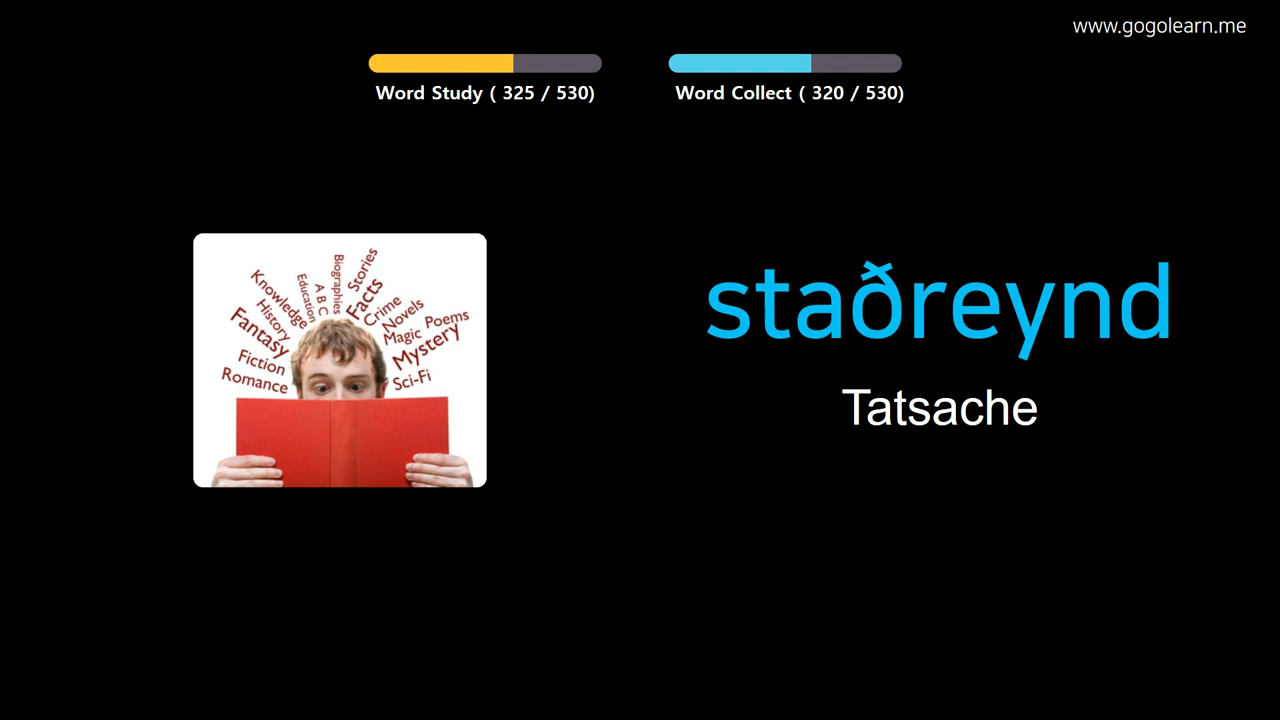 www.gogolearn.me
Word Study ( 325 / 530)
Word Collect ( 320 / 530)
Knowledge
History
Fantasy
Fiction
Romance
Education
A B C
Biographies
Stories
Facts
Crime
Novels
Magic
Poems
Mystery
Sci-Fi
staðreynd
Tatsache